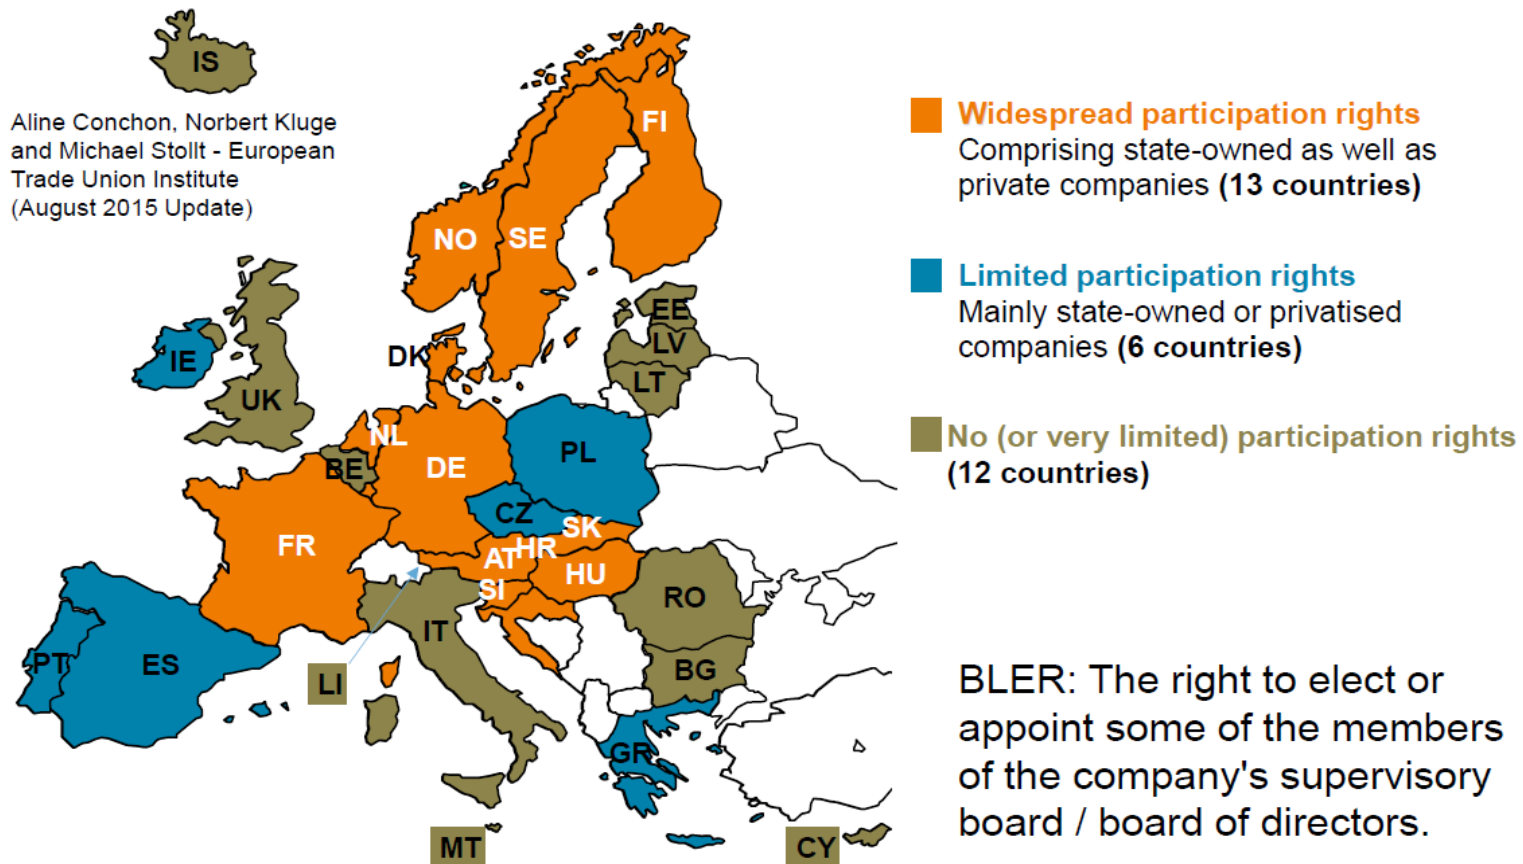 IS
Aline Conchon, Norbert Kluge
and Michael Stollt - European
Trade Union Institute
(August 2015 Update)
FI
NO
SE
EE
LV
LT
DK
IE
UK
NL
BE
DE
PL
CZ
SK
FR
AT
HR
HU
SI
RO
IT
BG
PT
ES
LI
GR
MT
CY
Widespread participation rights
Comprising state-owned as well as
private companies (13 countries)
Limited participation rights
Mainly state-owned or privatised
companies (6 countries)
No (or very limited) participation rights
(12 countries)
BLER: The right to elect or
appoint some of the members
of the company's supervisory
board / board of directors.